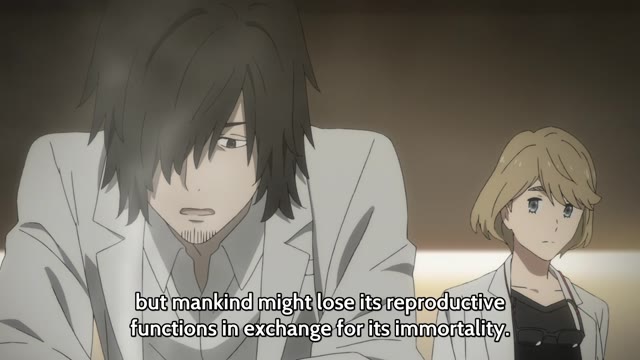 but mankind might lose its reproductive
functions in exchange for its immortality.